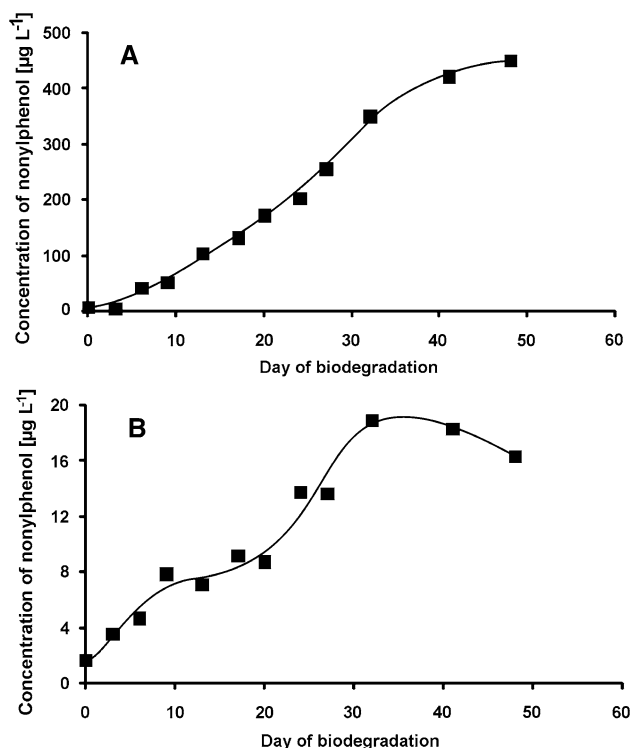 A
Concentration of nonylphenol [µg L-1]
500
400
300
200
100
0
0 10 20 30 40 50 60
Day of biodegradation
B
Concentration of nonylphenol [µg L-1]
20
16
12
8
4
0
0 10 20 30 40 50 60
Day of biodegradation